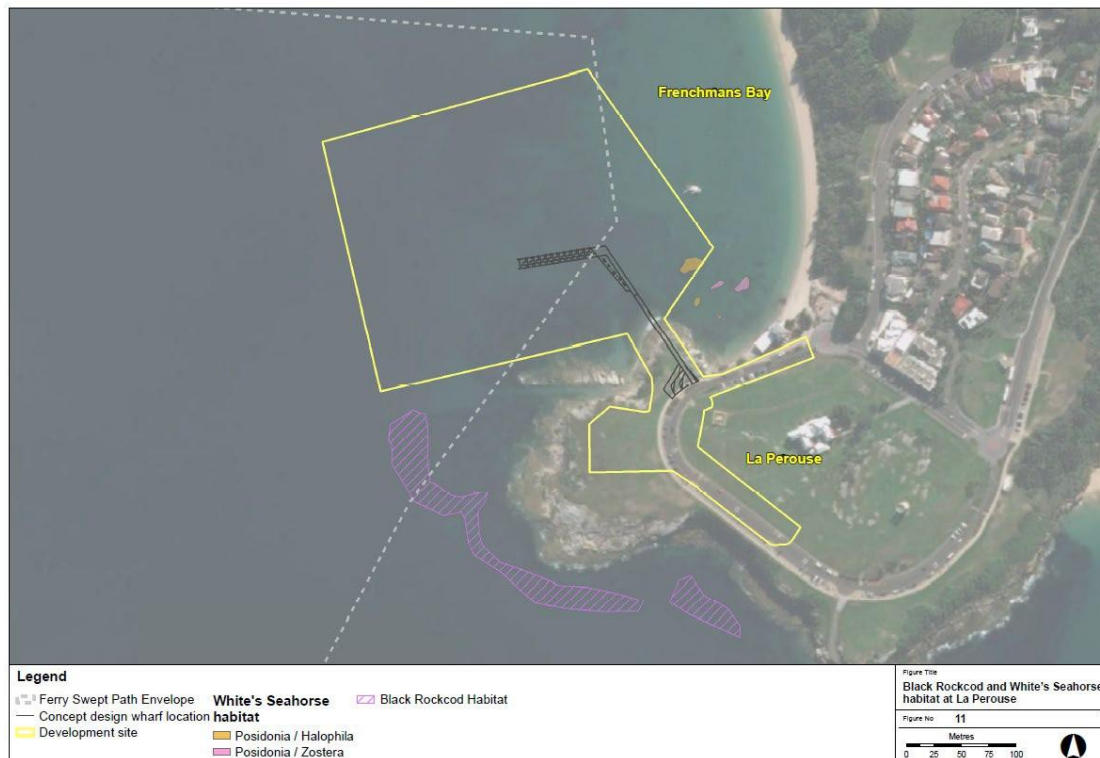 Frenchmans Bay
La Perouse
Legend
Ferry Swept Path Envelope
Concept design wharf location
Development site
White's Seahorse
habitat
Posidonia / Halophila
Posidonia / Zostera
Black Rockcod Habitat
Figure Title
Black Rockcod and White's Seahorse
habitat at La Perouse
Figure No 11
Metres
0 25 50 75 100